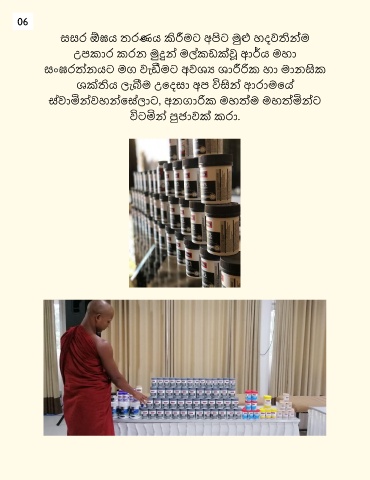 06
සසර ඕඝය තරණය කිරීමට අපිට මුළු හදවතින්ම
උපකාර කරන මුදුන් මල්කඩක්වූ ආර්ය මහා
සංඝරත්නයට මග වැඩීමට අවශ්‍ය ශාරීරික හා මානසික
ශක්තිය ලැබීම උදෙසා අප විසින් ආරාමයේ
ස්වාමින්වහන්සේලාට, අනගාරික මහත්ම මහත්මින්ට
විටමින් පුජාවක් කරා.